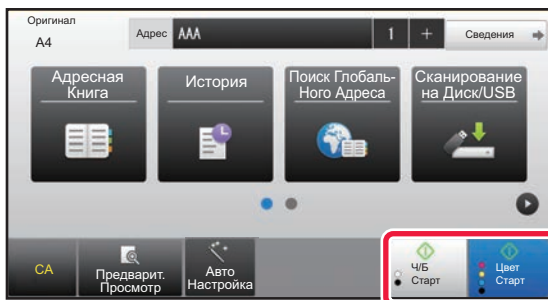 Оригинал
A4
Адрес AAA 1 + Сведения
Адресная
Книга
История
Поиск Глобаль-
Ного Адреса
Сканирование
на Диск/USB
CA
Предварит.
Просмотр
Авто
Настройка
Ч/Б
Старт
Цвет
Старт